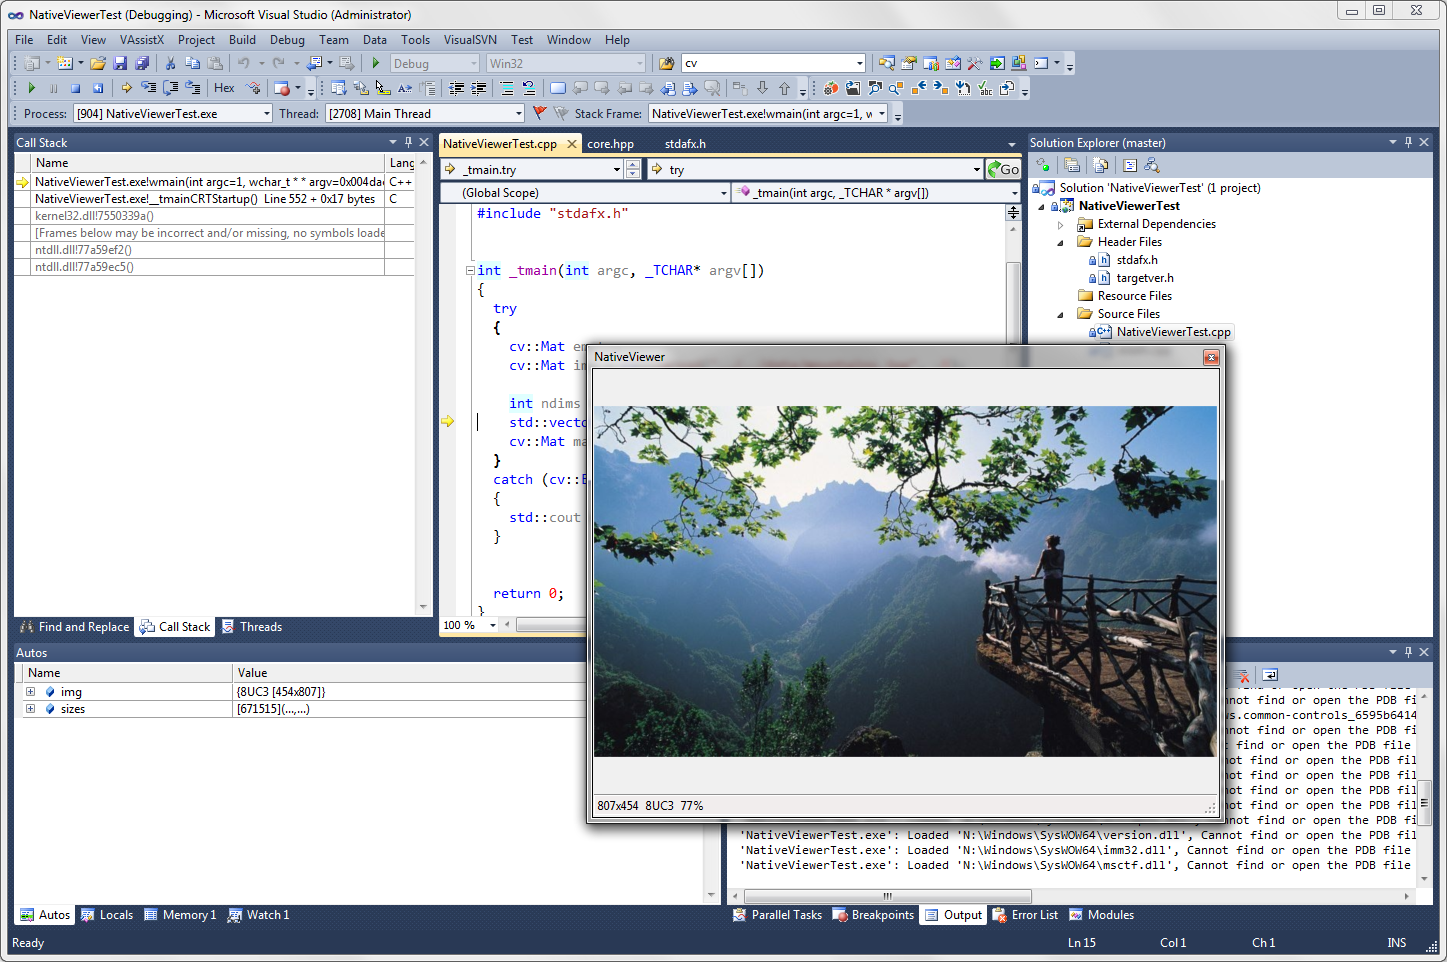 NativeViewerTest (Debugging) - Microsoft Visual Studio (Administrator)
File Edit View VAssistX Project Build Debug Team Data Tools VisualSVN Test Window Help
Debug Win32 cv
Hex
Process: [904] NativeViewerTest.exe Thread: [2708] Main Thread Stack Frame: NativeViewerTest.exe!wmain(int argc=1, w
Call Stack
Name Lang
NativeViewerTest.exe!wmain(int argc=1, wchar_t * * argv=0x004dac C++
NativeViewerTest.exe!__tmainCRTStartup() Line 552 + 0x17 bytes C
kernel32.dll!7550339a()
[Frames below may be incorrect and/or missing, no symbols loade
ntdll.dll!77a59ef2()
ntdll.dll!77a59ec5()
Find and Replace Call Stack Threads
NativeViewerTest.cpp core.hpp stdafx.h
_tmain.try try Go
(Global Scope) _tmain(int argc, _TCHAR * argv[])
#include "stdafx.h"
int _tmain(int argc, _TCHAR* argv[])
{
try
{
cv::Mat em
cv::Mat im
int ndims
std::vecto
cv::Mat ma
}
catch (cv::E
{
std::cout
}
return 0;
}
100 %
Solution Explorer (master)
Solution 'NativeViewerTest' (1 project)
NativeViewerTest
External Dependencies
Header Files
stdafx.h
targetver.h
Resource Files
Source Files
NativeViewerTest.cpp
NativeViewer
807x454 8UC3 77%
Autos
Name Value
img {8UC3 [454x807]}
sizes [671515](...,...)
Autos Locals Memory 1 Watch 1
not find or open the PDB fi
ws.common-controls_6595b6414
not find or open the PDB fi
t find or open the PDB file
not find or open the PDB fil
not find or open the PDB fil
not find or open the PDB file
not find or open the PDB fil
not find or open the PDB fi
'NativeViewerTest.exe': Loaded 'N:\Windows\SysWOW64\version.dll', Cannot find or open the PDB fi
'NativeViewerTest.exe': Loaded 'N:\Windows\SysWOW64\imm32.dll', Cannot find or open the PDB file
'NativeViewerTest.exe': Loaded 'N:\Windows\SysWOW64\msctf.dll', Cannot find or open the PDB file
Parallel Tasks Breakpoints Output Error List Modules
Ready Ln 15 Col 1 Ch 1 INS